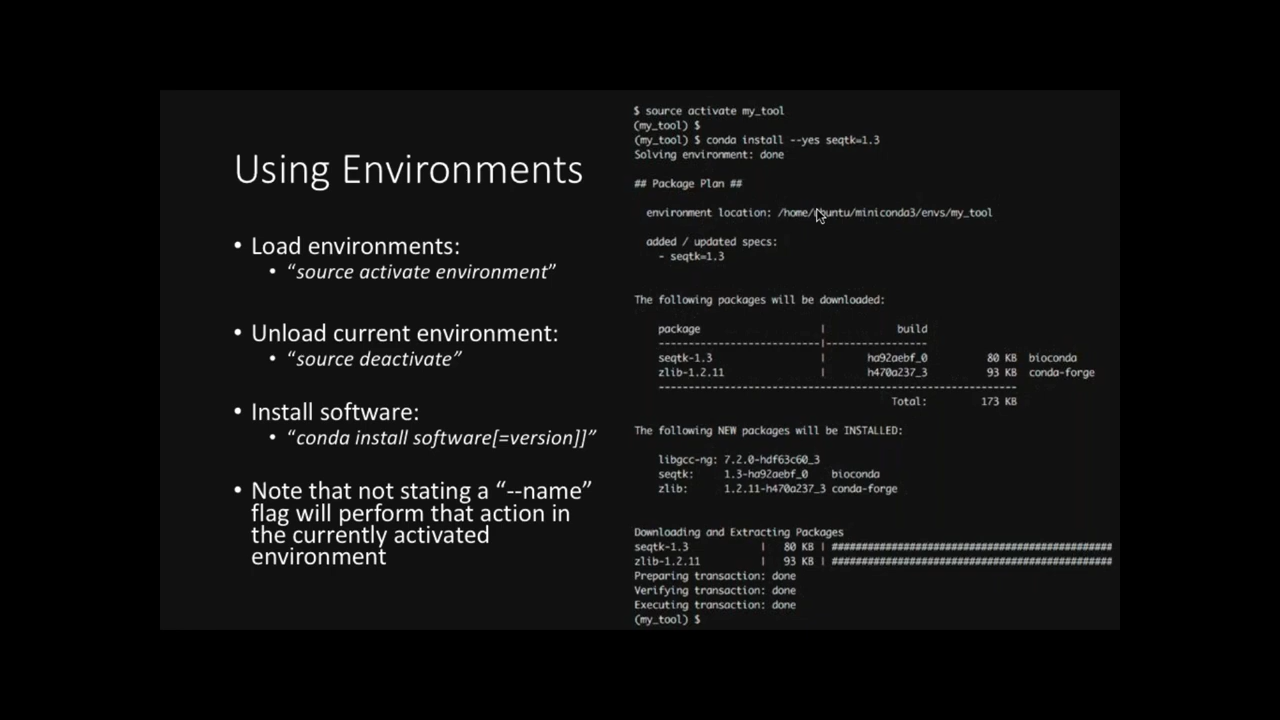 Using Environments
• Load environments:
• “source activate environment”
• Unload current environment:
• “source deactivate”
• Install software:
• “conda install software[=version]]”
• Note that not stating a “--name”
flag will perform that action in
the currently activated
environment
$ source activate my_tool
(my_tool) $
(my_tool) $ conda install --yes seqtk=1.3
Solving environment: done
## Package Plan ##
environment location: /home/ubuntu/miniconda3/envs/my_tool
added / updated specs:
- seqtk=1.3
The following packages will be downloaded:
package | build
---------------------------|-----------------
seqtk-1.3 | ha92aebf_0 80 KB bioconda
zlib-1.2.11 | h470a237_3 93 KB conda-forge
------------------------------------------------------------
Total: 173 KB
The following NEW packages will be INSTALLED:
libgcc-ng: 7.2.0-hdf63c60_3
seqtk: 1.3-ha92aebf_0 bioconda
zlib: 1.2.11-h470a237_3 conda-forge
Downloading and Extracting Packages
seqtk-1.3 | 80 KB | ###############################################
zlib-1.2.11 | 93 KB | ###############################################
Preparing transaction: done
Verifying transaction: done
Executing transaction: done
(my_tool) $